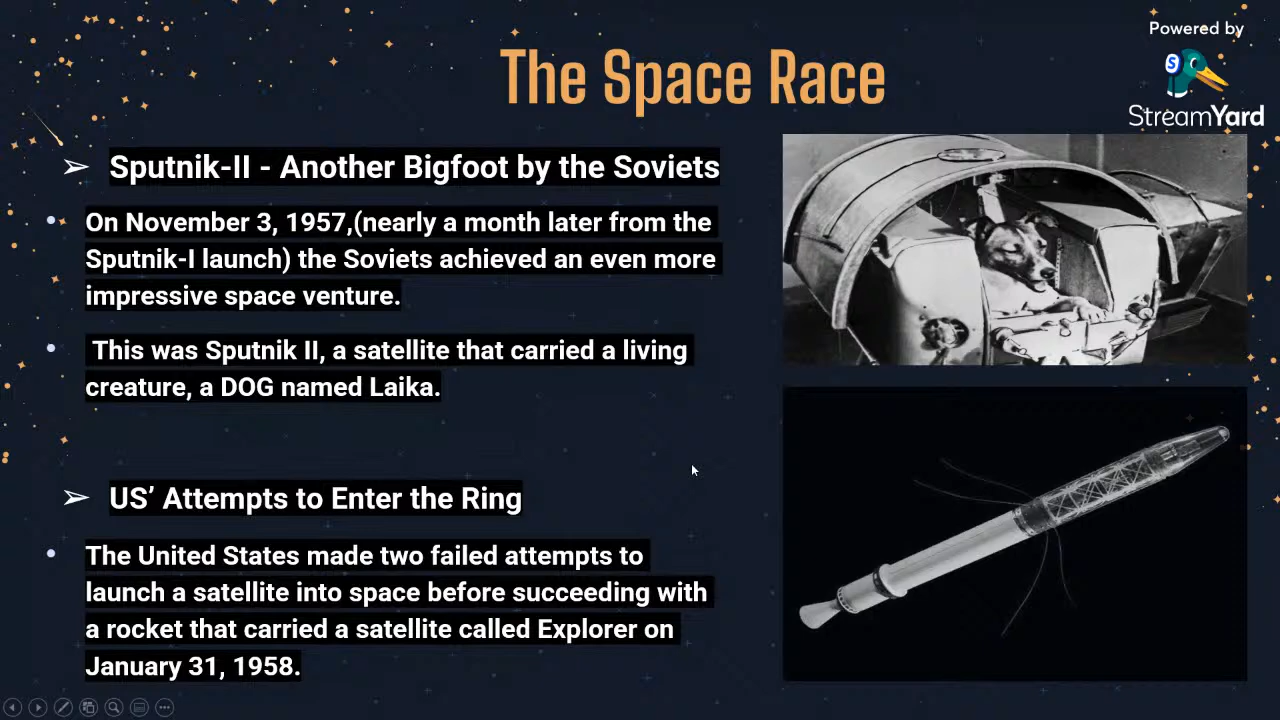 Powered by
S
StreamYard
The Space Race
➢ Sputnik-II - Another Bigfoot by the Soviets
• On November 3, 1957,(nearly a month later from the
Sputnik-I launch) the Soviets achieved an even more
impressive space venture.
• This was Sputnik II, a satellite that carried a living
creature, a DOG named Laika.
➢ US’ Attempts to Enter the Ring
• The United States made two failed attempts to
launch a satellite into space before succeeding with
a rocket that carried a satellite called Explorer on
January 31, 1958.